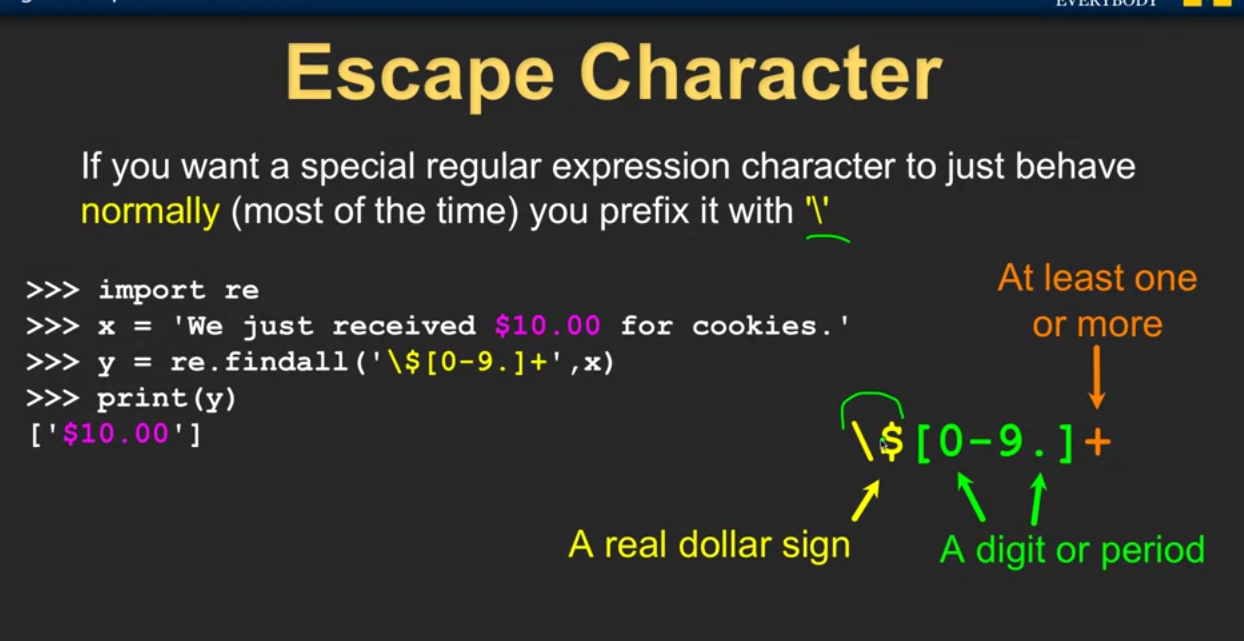 EVERYBODY
Escape Character
If you want a special regular expression character to just behave
normally (most of the time) you prefix it with '\'
>>> import re
>>> x = 'We just received $10.00 for cookies.'
>>> y = re.findall('\$[0-9.]+',x)
>>> print(y)
['$10.00']
At least one
or more
\$[0-9.]+
A real dollar sign
A digit or period